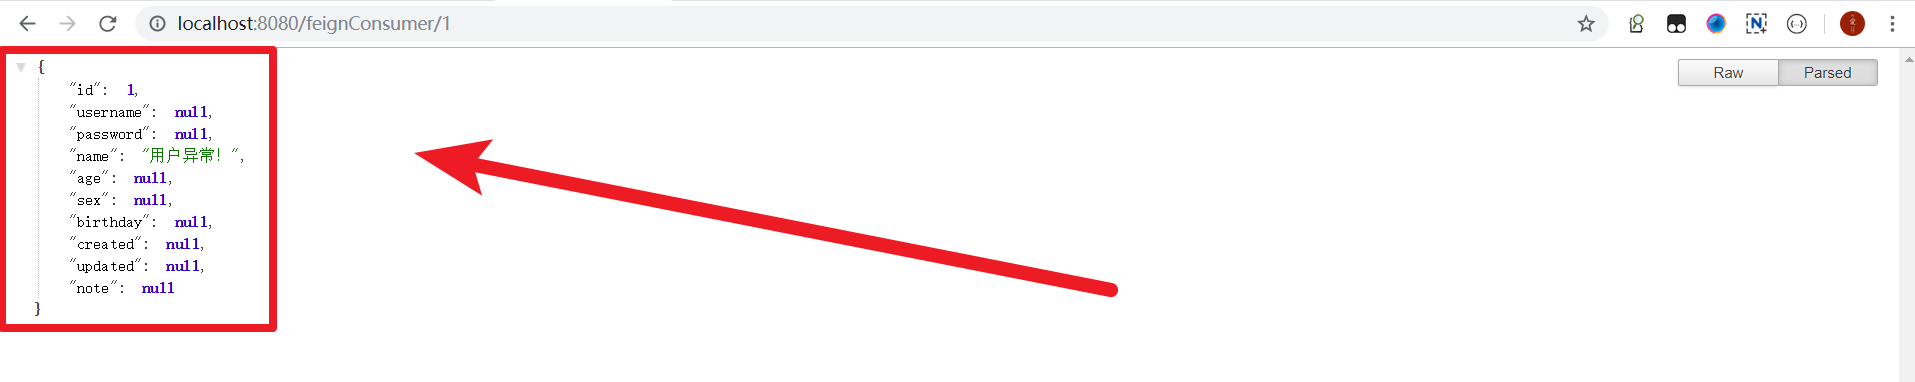 localhost:8080/feignConsumer/1
Raw Parsed
{
"id": 1,
"username": null,
"password": null,
"name": "用户异常！",
"age": null,
"sex": null,
"birthday": null,
"created": null,
"updated": null,
"note": null
}